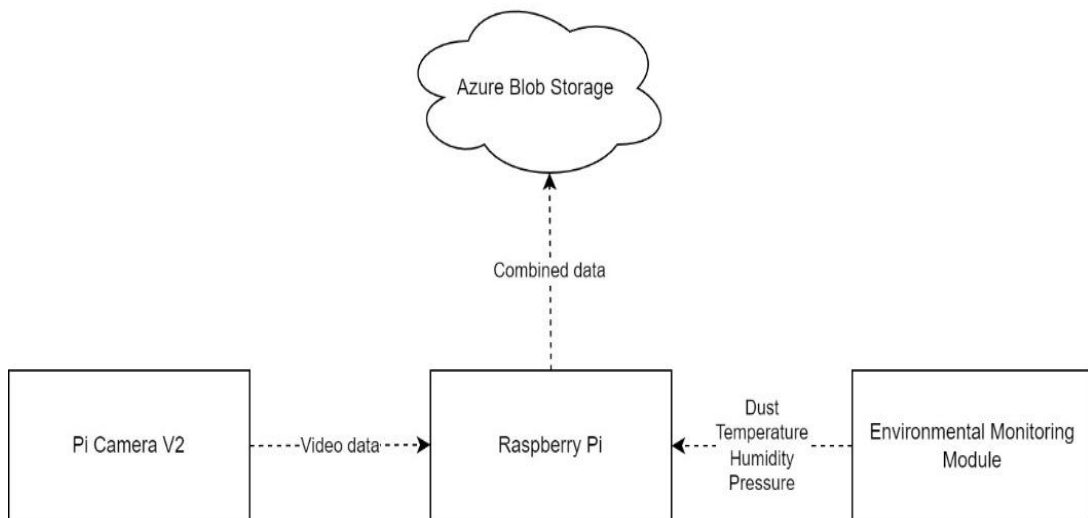 Azure Blob Storage
Combined data
Pi Camera V2
Video data
Raspberry Pi
Dust
Temperature
Humidity
Pressure
Environmental Monitoring
Module